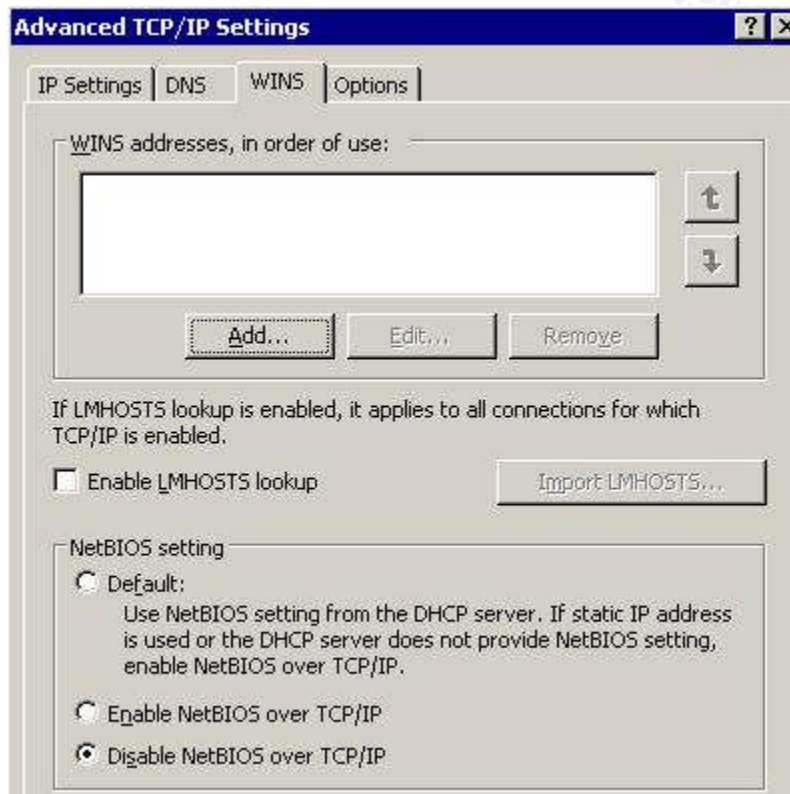 Advanced TCP/IP Settings
IP Settings DNS WINS Options
WINS addresses, in order of use:
Add... Edit... Remove
If LMHOSTS lookup is enabled, it applies to all connections for which
TCP/IP is enabled.
Enable LMHOSTS lookup Import LMHOSTS...
NetBIOS setting
Default:
Use NetBIOS setting from the DHCP server. If static IP address
is used or the DHCP server does not provide NetBIOS setting,
enable NetBIOS over TCP/IP.
Enable NetBIOS over TCP/IP
Disable NetBIOS over TCP/IP